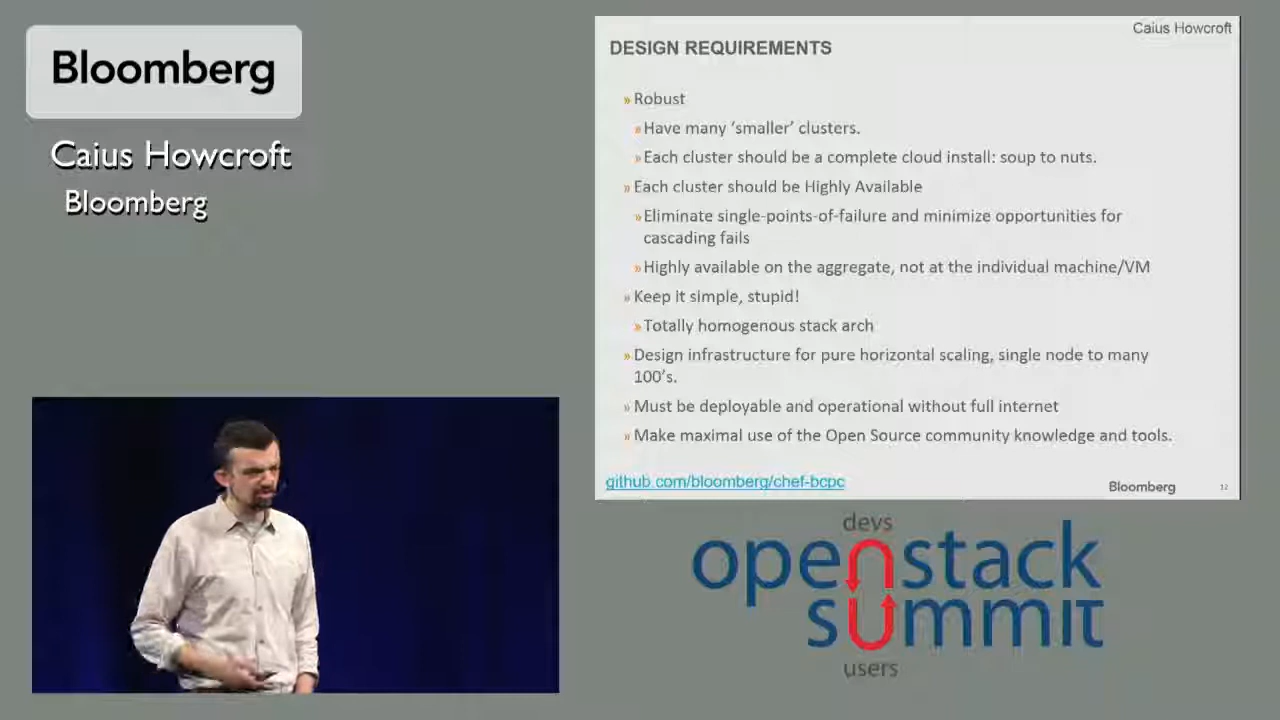 Bloomberg
Caius Howcroft
Bloomberg
Caius Howcroft
DESIGN REQUIREMENTS
» Robust
» Have many ‘smaller’ clusters.
» Each cluster should be a complete cloud install: soup to nuts.
» Each cluster should be Highly Available
» Eliminate single-points-of-failure and minimize opportunities for
cascading fails
» Highly available on the aggregate, not at the individual machine/VM
» Keep it simple, stupid!
» Totally homogenous stack arch
» Design infrastructure for pure horizontal scaling, single node to many
100’s.
» Must be deployable and operational without full internet
» Make maximal use of the Open Source community knowledge and tools.
github.com/bloomberg/chef-bcpc
Bloomberg
12
devs
openstack
summit
users